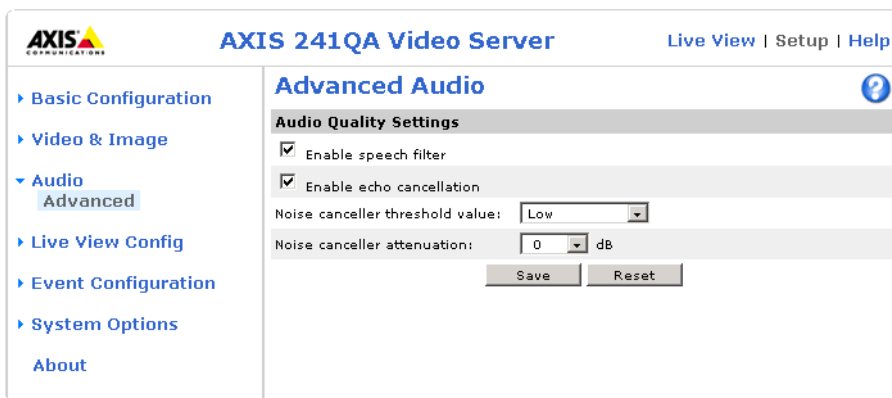 AXIS
COMMUNICATIONS
AXIS 241QA Video Server
Live View | Setup | Help
Basic Configuration
Video & Image
Audio
Advanced
Live View Config
Event Configuration
System Options
About
Advanced Audio
?
Audio Quality Settings
Enable speech filter
Enable echo cancellation
Noise canceller threshold value: Low
Noise canceller attenuation: 0 dB
Save Reset